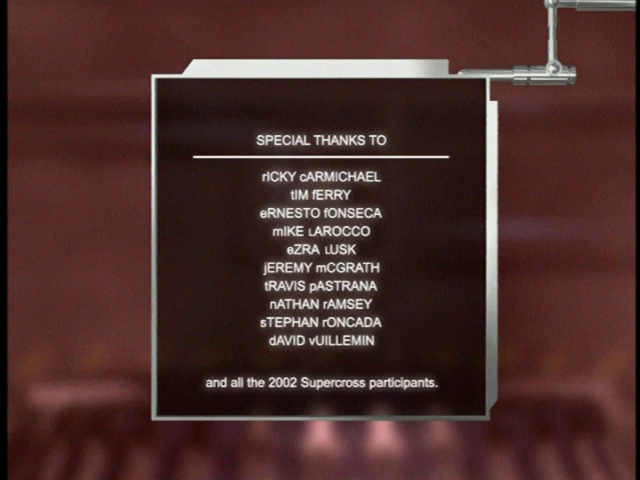 SPECIAL THANKS TO
rICKY cARMICHAEL
tIM fERRY
eRNESTO fONSECA
mIKE LAROCCO
eZRA LUSK
jEREMY mCGRATH
tRAVIS pASTRANA
nATHAN rAMSEY
sTEPHAN rONCADA
dAVID vUILLEMIN
and all the 2002 Supercross participants.